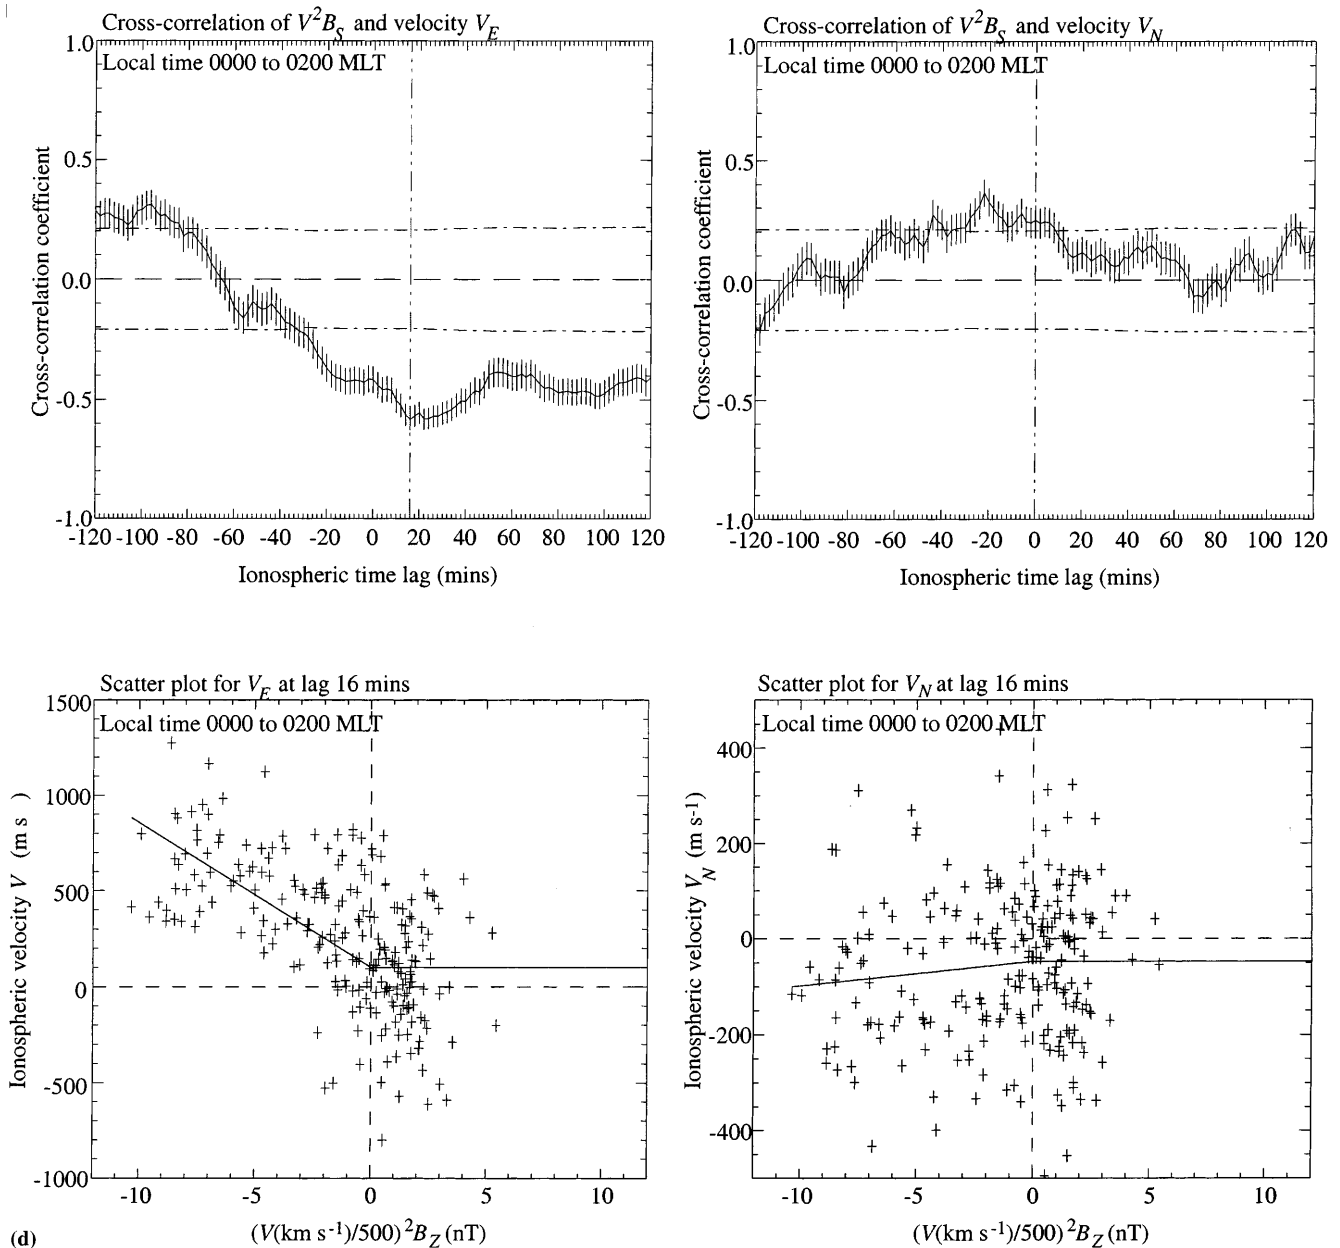 Cross-correlation of V²B_S and velocity V_E
1.0
Local time 0000 to 0200 MLT
0.5
0.0
-0.5
-1.0
Cross-correlation coefficient
-120 -100 -80 -60 -40 -20 0 20 40 60 80 100 120
Ionospheric time lag (mins)
Cross-correlation of V²B_S and velocity V_N
1.0
Local time 0000 to 0200 MLT
0.5
0.0
-0.5
-1.0
Cross-correlation coefficient
-120 -100 -80 -60 -40 -20 0 20 40 60 80 100 120
Ionospheric time lag (mins)
Scatter plot for V_E at lag 16 mins
1500
Local time 0000 to 0200 MLT
1000
500
0
-500
-1000
Ionospheric velocity V (m s )
-10 -5 0 5 10
(V(km s⁻¹)/500)²B_Z (nT)
Scatter plot for V_N at lag 16 mins
Local time 0000 to 0200 MLT
400
200
0
-200
-400
Ionospheric velocity V_N (m s⁻¹)
-10 -5 0 5 10
(V(km s⁻¹)/500)²B_Z (nT)
(d)